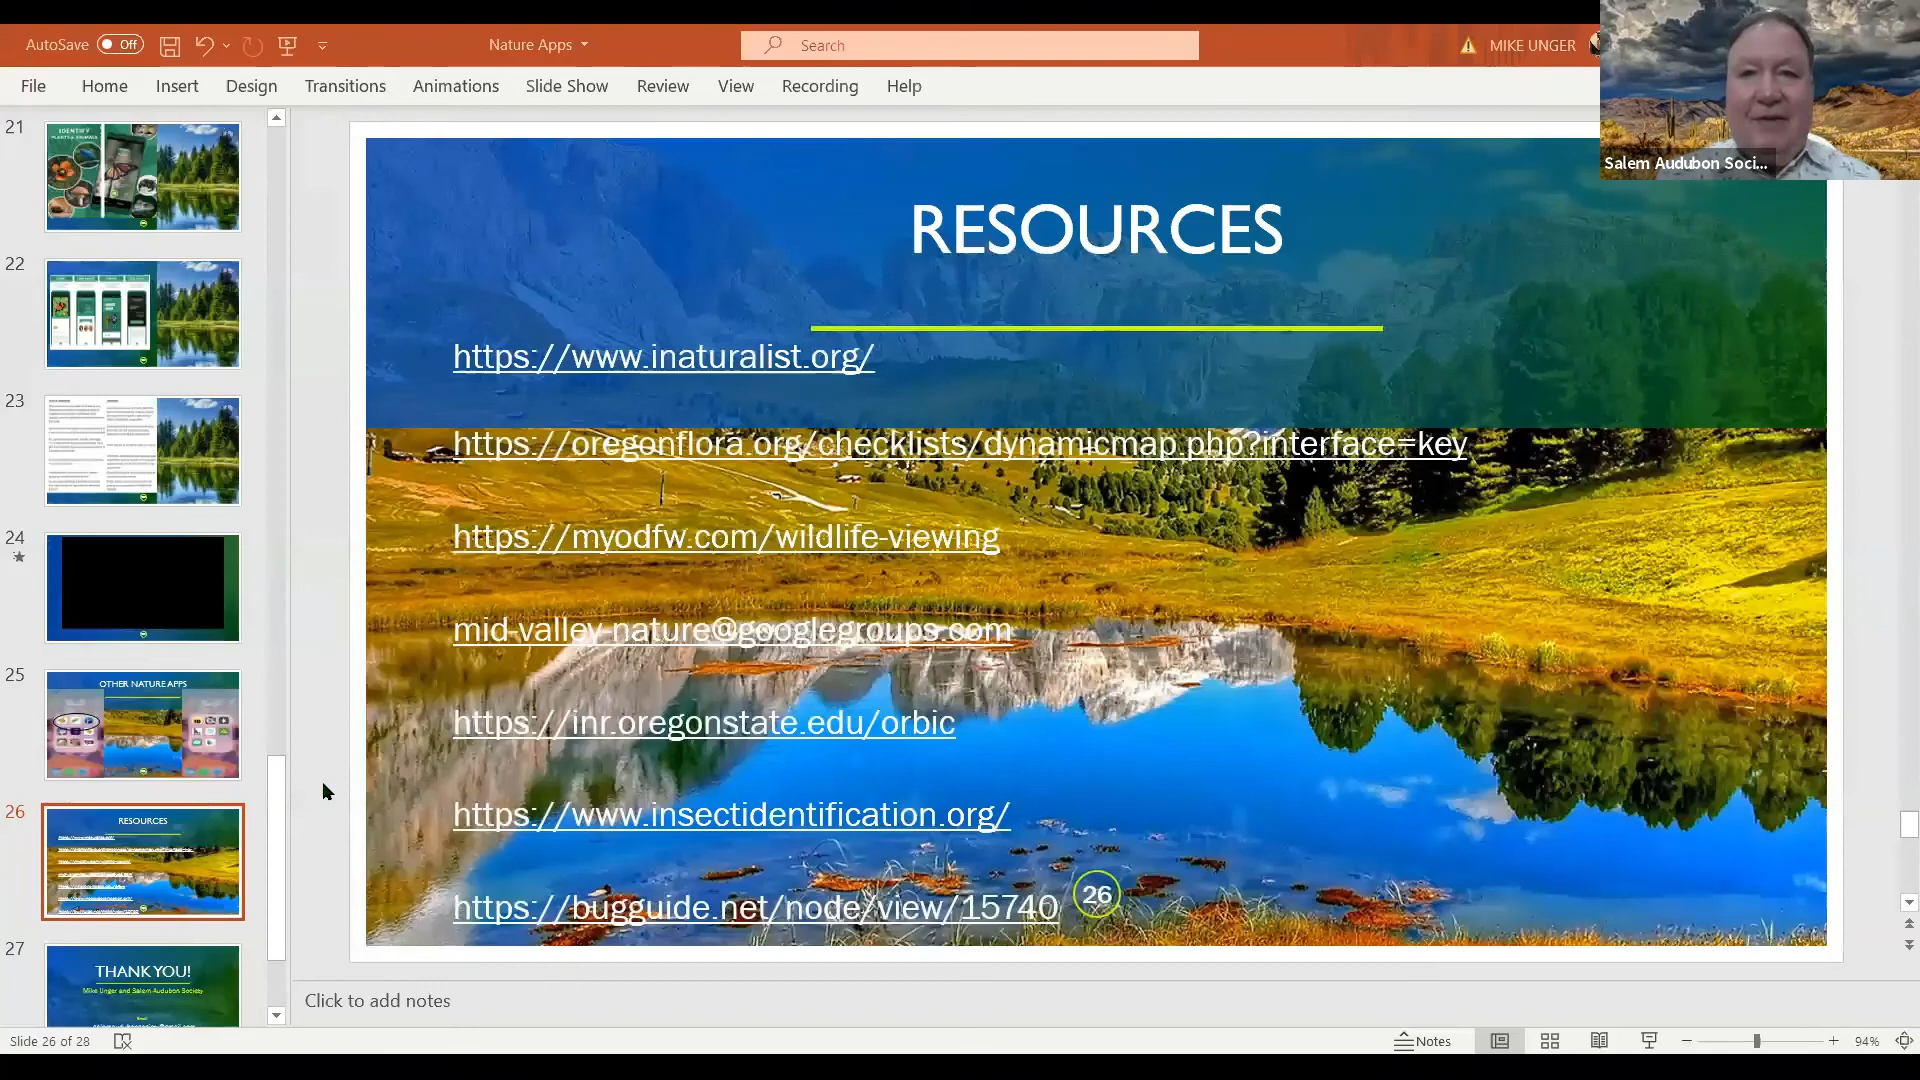 AutoSave Off
Nature Apps
Search
MIKE UNGER
File Home Insert Design Transitions Animations Slide Show Review View Recording Help
Salem Audubon Soci...
21
IDENTIFY
22
23
24
25
OTHER NATURE APPS
26
RESOURCES
27
THANK YOU!
Mike Unger and Salem Audubon Society
RESOURCES
https://www.inaturalist.org/
https://oregonflora.org/checklists/dynamicmap.php?interface=key
https://myodfw.com/wildlife-viewing
mid-valley-nature@googlegroups.com
https://inr.oregonstate.edu/orbic
https://www.insectidentification.org/
https://bugguide.net/node/view/15740
26
Click to add notes
Slide 26 of 28
Notes
94%